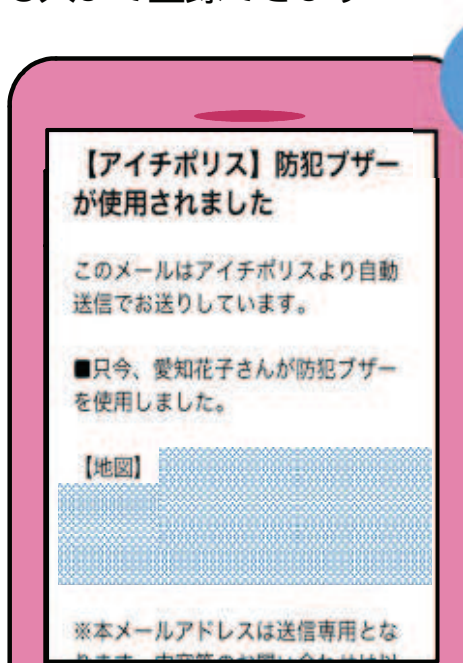 【アイチポリス】防犯ブザー
が使用されました
このメールはアイチポリスより自動
送信でお送りしています。
■只今、愛知花子さんが防犯ブザー
を使用しました。
【地図】
※本メールアドレスは送信専用とな